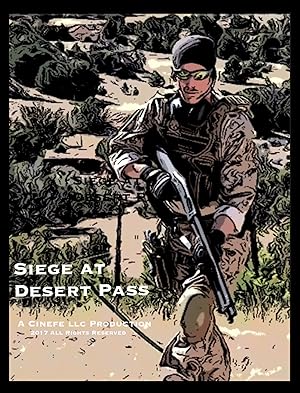 Siege at
Desert Pass
A Cinefe LLC Production
2017 All Rights Reserved